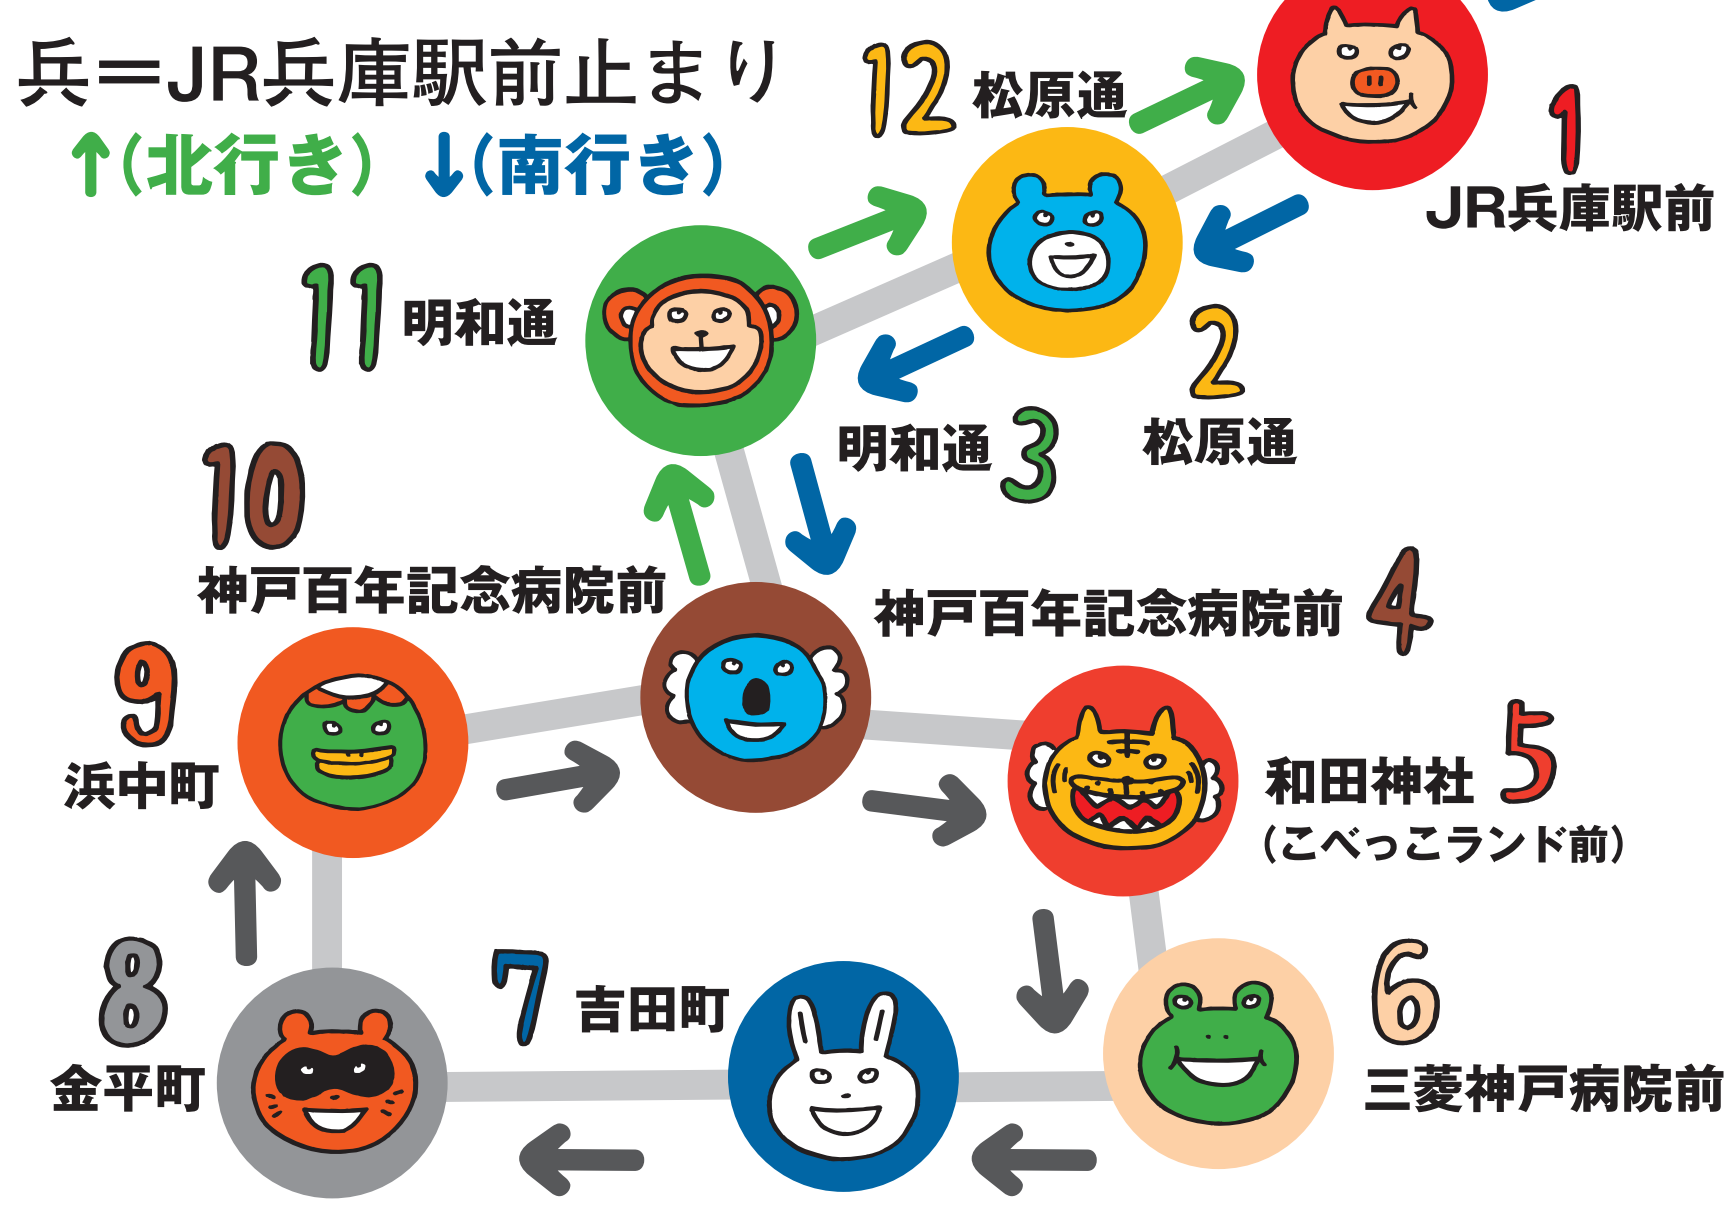 兵＝JR兵庫駅前止まり
↑(北行き) ↓(南行き)
12 松原通
1
JR兵庫駅前
11 明和通
2
松原通
明和通 3
10
神戸百年記念病院前
神戸百年記念病院前 4
9
浜中町
和田神社 5
(こべっこランド前)
8
金平町
7 吉田町
6
三菱神戸病院前